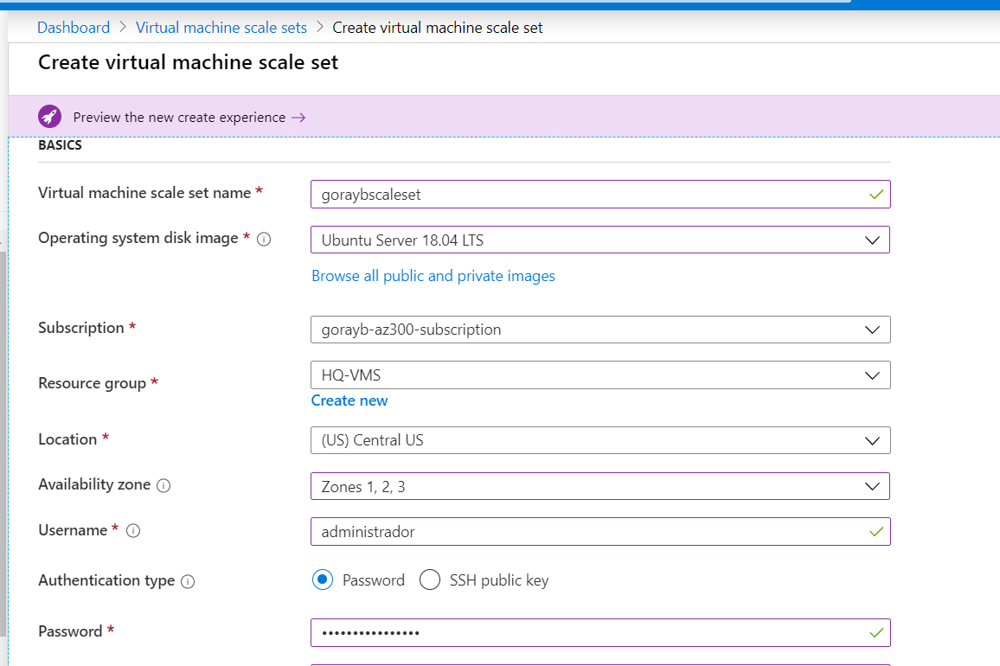 Dashboard > Virtual machine scale sets > Create virtual machine scale set
Create virtual machine scale set
Preview the new create experience →
BASICS
Virtual machine scale set name * goraybscaleset
Operating system disk image * Ubuntu Server 18.04 LTS
Browse all public and private images
Subscription * gorayb-az300-subscription
Resource group * HQ-VMS
Create new
Location * (US) Central US
Availability zone Zones 1, 2, 3
Username * administrador
Authentication type Password SSH public key
Password * ••••••••••••••••